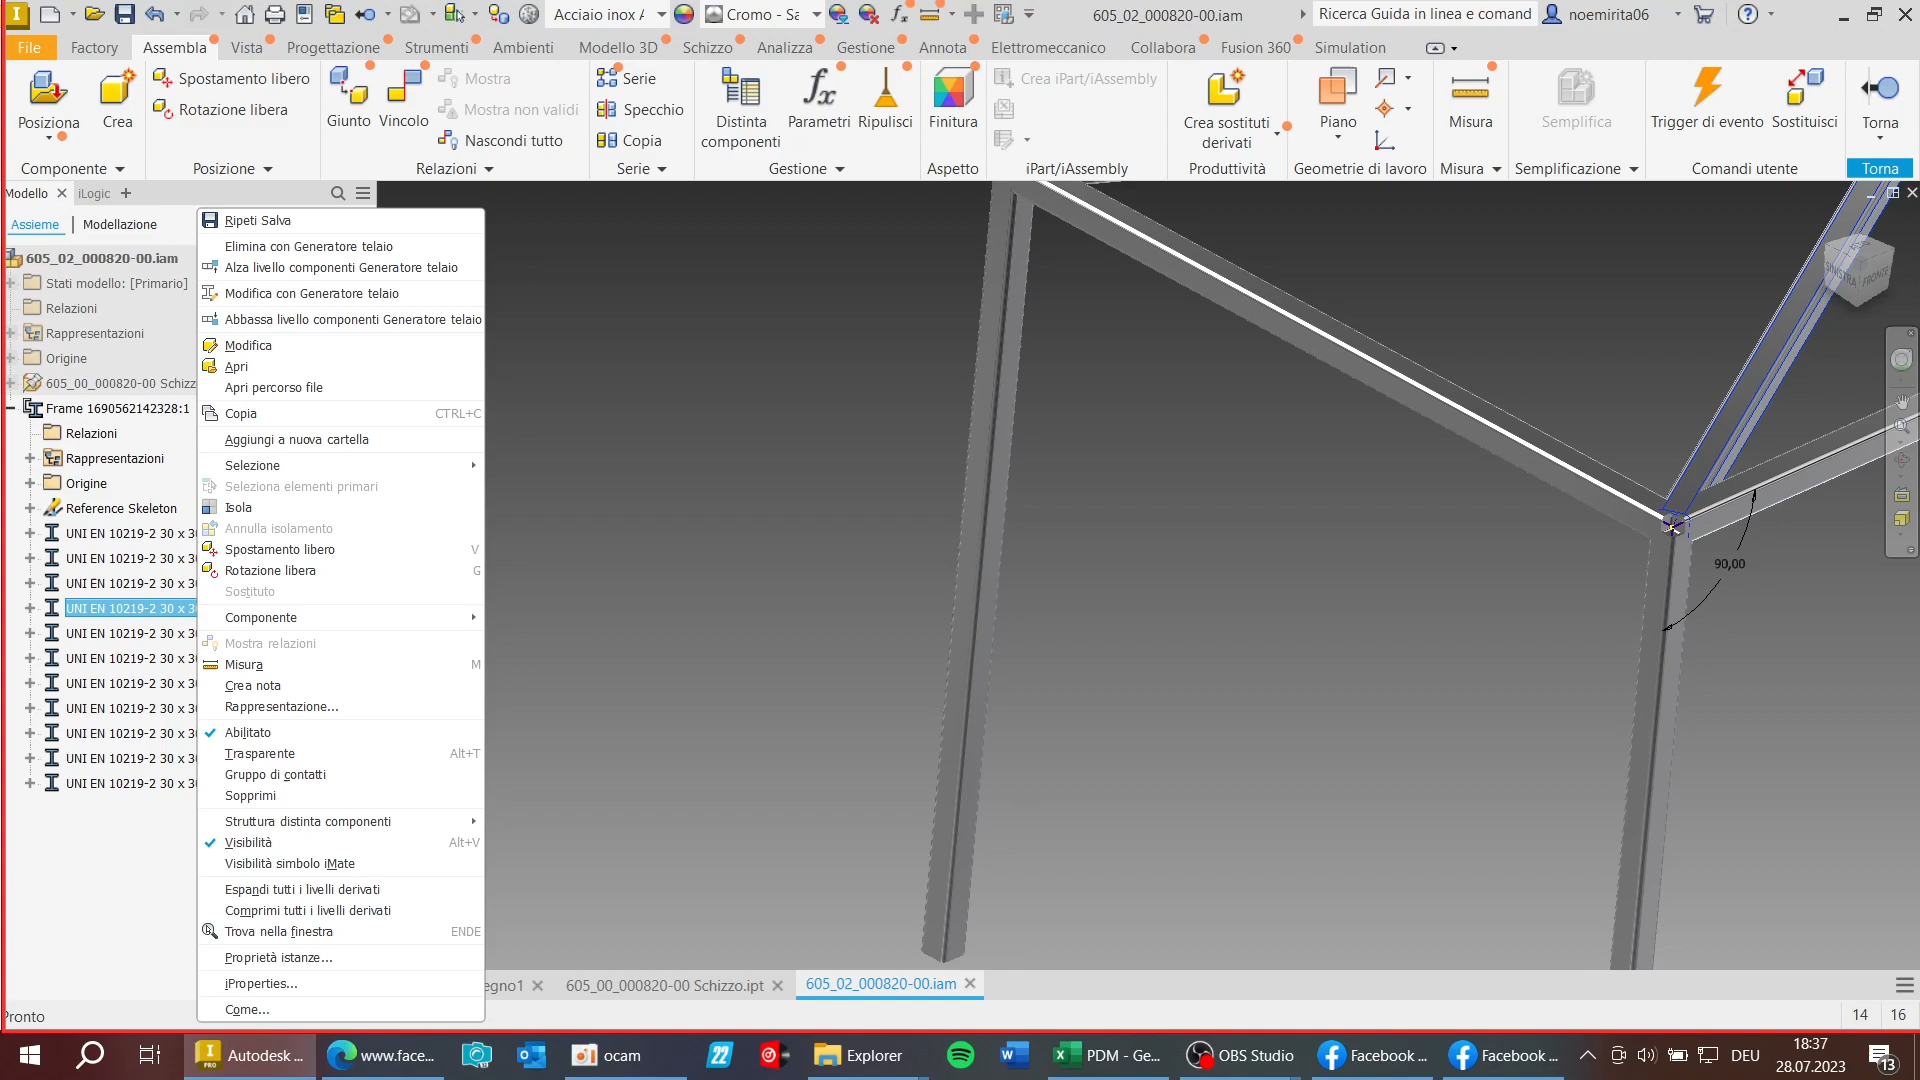 Acciaio inox A
Cromo - Sa
605_02_000820-00.iam
Ricerca Guida in linea e comand
noemirita06
File
Factory
Assembla
Vista
Progettazione
Strumenti
Ambienti
Modello 3D
Schizzo
Analizza
Gestione
Annota
Elettromeccanico
Collabora
Fusion 360
Simulation
Posiziona
Crea
Spostamento libero
Rotazione libera
Giunto
Vincolo
Mostra
Mostra non validi
Nascondi tutto
Serie
Specchio
Copia
Distinta
componenti
Parametri
Ripulisci
Finitura
Crea iPart/iAssembly
Crea sostituti
derivati
Piano
Misura
Semplifica
Trigger di evento
Sostituisci
Torna
Componente
Posizione
Relazioni
Serie
Gestione
Aspetto
iPart/iAssembly
Produttività
Geometrie di lavoro
Misura
Semplificazione
Comandi utente
Torna
Modello
iLogic
Assieme
Modellazione
605_02_000820-00.iam
Stati modello: [Primario]
Relazioni
Rappresentazioni
Origine
605_00_000820-00 Schizz
Frame 1690562142328:1
Relazioni
Rappresentazioni
Origine
Reference Skeleton
UNI EN 10219-2 30 x 3
UNI EN 10219-2 30 x 3
UNI EN 10219-2 30 x 3
UNI EN 10219-2 30 x 3
UNI EN 10219-2 30 x 3
UNI EN 10219-2 30 x 3
UNI EN 10219-2 30 x 3
UNI EN 10219-2 30 x 3
UNI EN 10219-2 30 x 3
UNI EN 10219-2 30 x 3
UNI EN 10219-2 30 x 3
Ripeti Salva
Elimina con Generatore telaio
Alza livello componenti Generatore telaio
Modifica con Generatore telaio
Abbassa livello componenti Generatore telaio
Modifica
Apri
Apri percorso file
Copia CTRL+C
Aggiungi a nuova cartella
Selezione
Seleziona elementi primari
Isola
Annulla isolamento
Spostamento libero V
Rotazione libera G
Sostituto
Componente
Mostra relazioni
Misura M
Crea nota
Rappresentazione...
Abilitato
Trasparente Alt+T
Gruppo di contatti
Sopprimi
Struttura distinta componenti
Visibilità Alt+V
Visibilità simbolo iMate
Espandi tutti i livelli derivati
Comprimi tutti i livelli derivati
Trova nella finestra ENDE
Proprietà istanze...
iProperties...
Come...
SINISTRA
FRONTE
90,00
egno1
605_00_000820-00 Schizzo.ipt
605_02_000820-00.iam
Pronto
14
16
Autodesk ...
www.face...
ocam
Explorer
PDM - Ge...
OBS Studio
Facebook ...
Facebook ...
DEU
18:37
28.07.2023
13